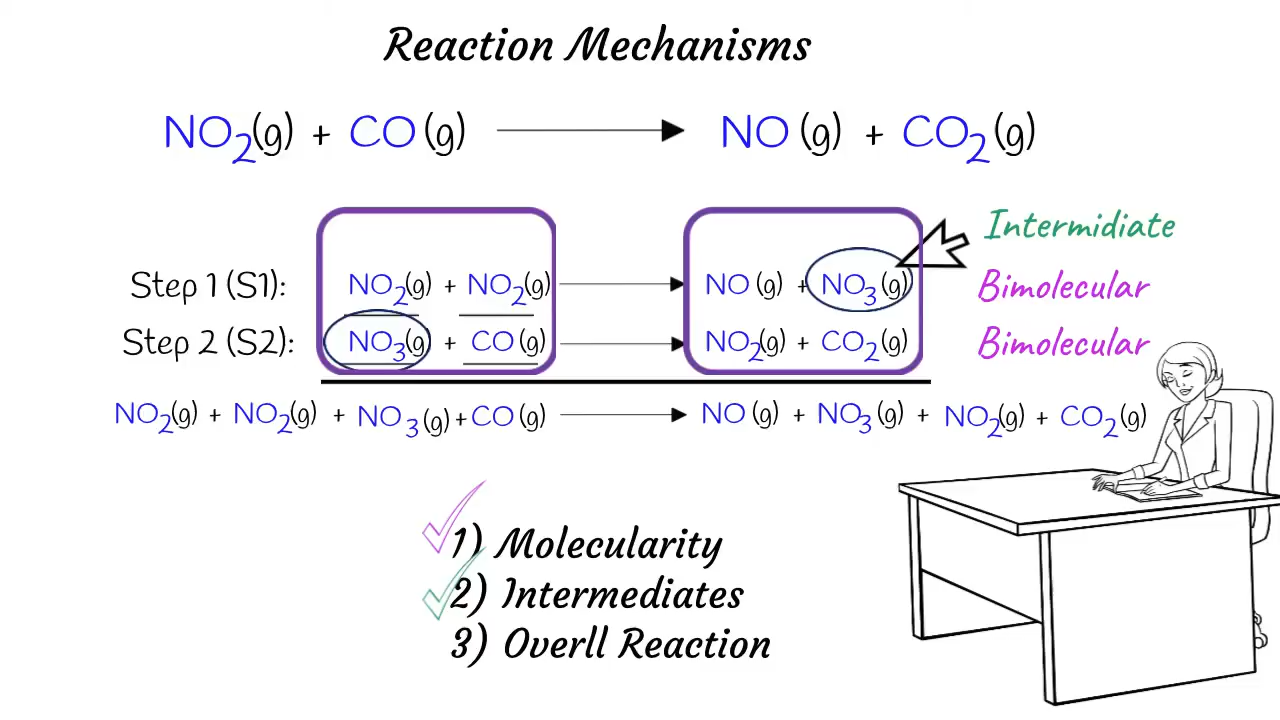 Reaction Mechanisms
NO₂(g) + CO (g) ⟶ NO (g) + CO₂(g)
Intermidiate
Step 1 (S1): NO₂(g) + NO₂(g) ⟶ NO (g) + NO₃(g) Bimolecular
Step 2 (S2): NO₃(g) + CO (g) ⟶ NO₂(g) + CO₂(g) Bimolecular
NO₂(g) + NO₂(g) + NO₃(g) + CO (g) ⟶ NO (g) + NO₃(g) + NO₂(g) + CO₂(g)
1) Molecularity
2) Intermediates
3) Overll Reaction